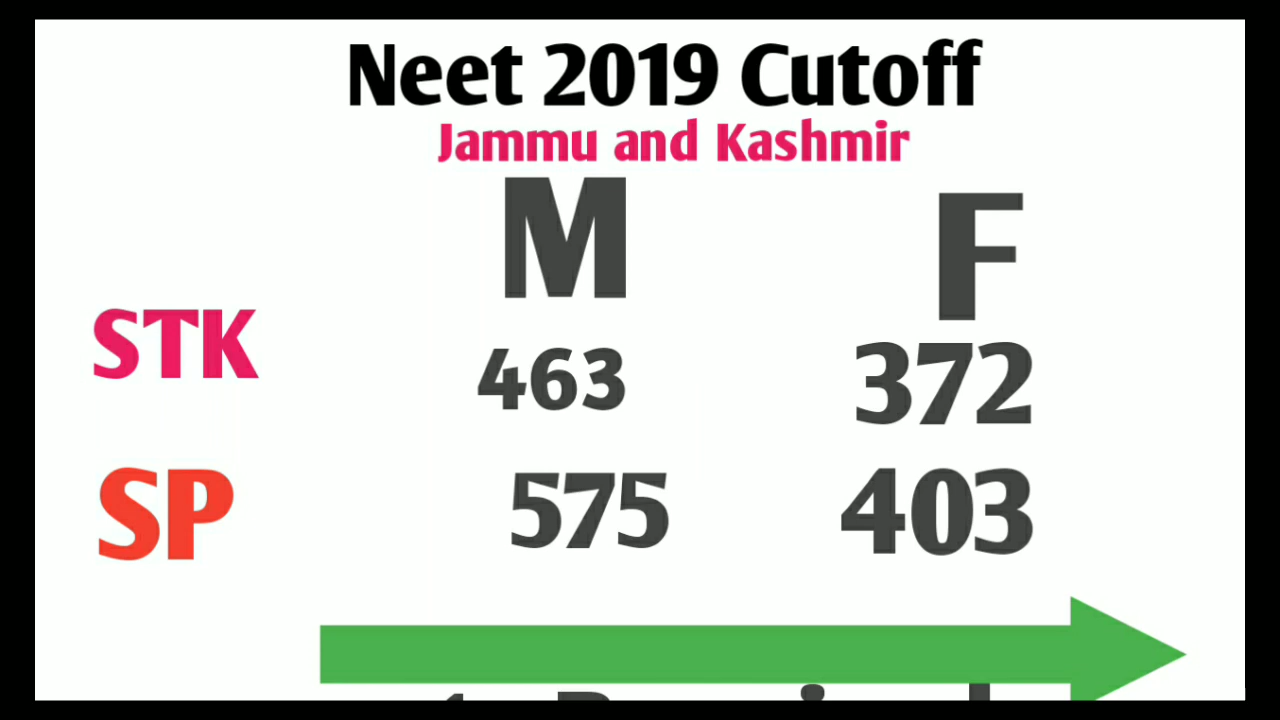 Neet 2019 Cutoff
Jammu and Kashmir
M F
STK 463 372
SP 575 403